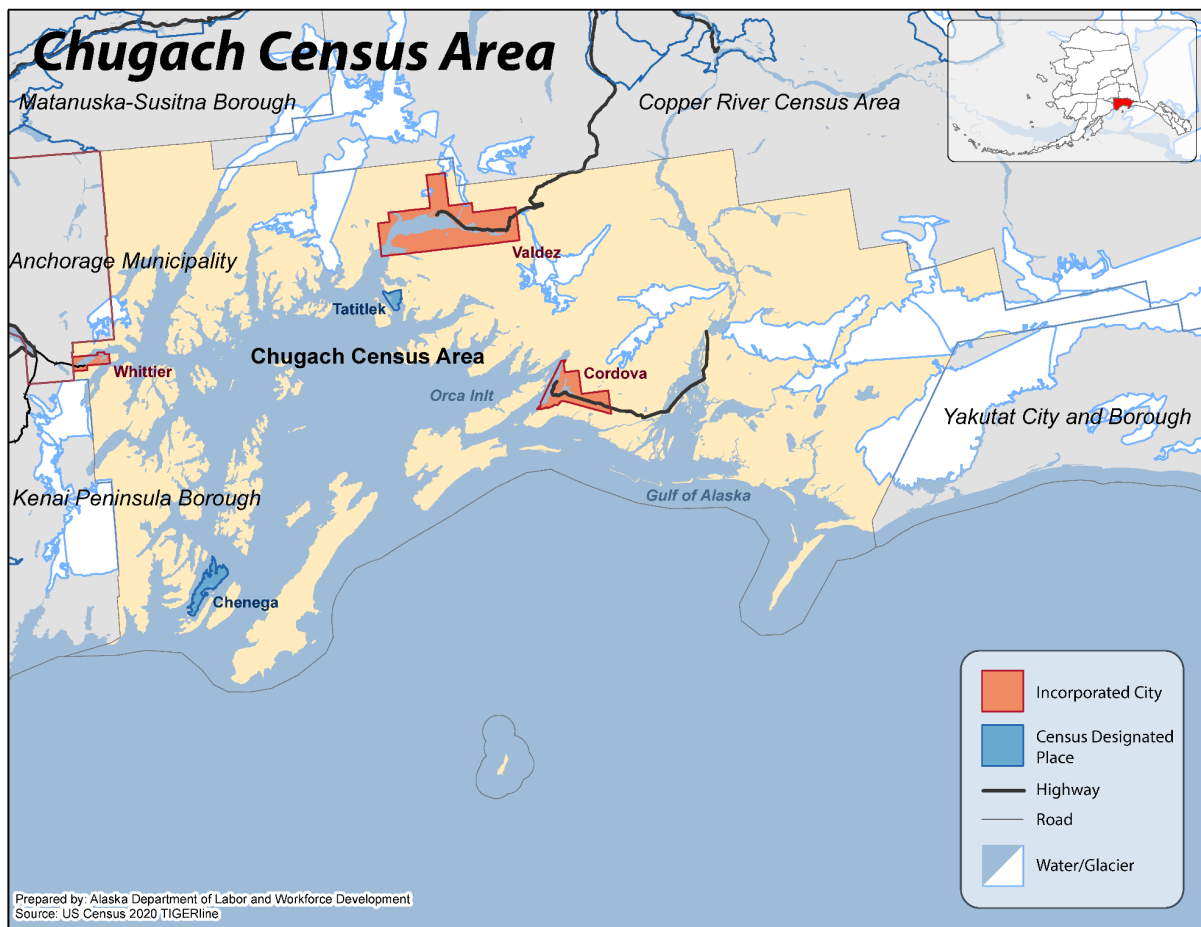 Chugach Census Area
Matanuska-Susitna Borough
Copper River Census Area
Anchorage Municipality
Valdez
Tatitlek
Chugach Census Area
Whittier
Cordova
Orca Inlt
Yakutat City and Borough
Kenai Peninsula Borough
Gulf of Alaska
Chenega
Incorporated City
Census Designated
Place
Highway
Road
Water/Glacier
Prepared by: Alaska Department of Labor and Workforce Development
Source: US Census 2020 TIGERline